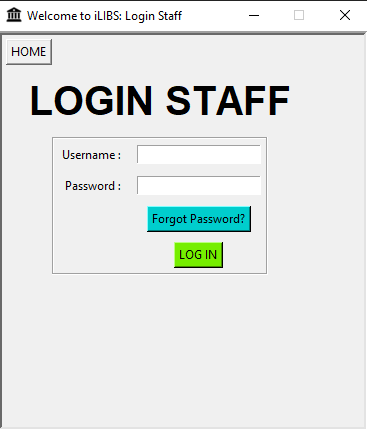 Welcome to iLIBS: Login Staff
HOME
LOGIN STAFF
Username :
Password :
Forgot Password?
LOG IN